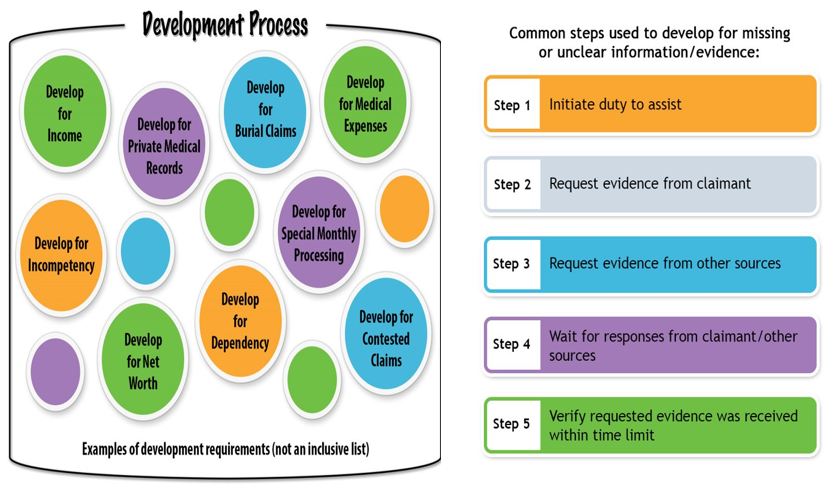 Development Process
Develop
for
Income
Develop for
Private Medical
Records
Develop
for
Burial Claims
Develop
for Medical
Expenses
Develop for
Incompetency
Develop for
Special Monthly
Processing
Develop
for Net
Worth
Develop
for
Dependency
Develop for
Contested
Claims
Examples of development requirements (not an inclusive list)
Common steps used to develop for missing
or unclear information/evidence:
Step 1
Initiate duty to assist
Step 2
Request evidence from claimant
Step 3
Request evidence from other sources
Step 4
Wait for responses from claimant/other
sources
Step 5
Verify requested evidence was received
within time limit